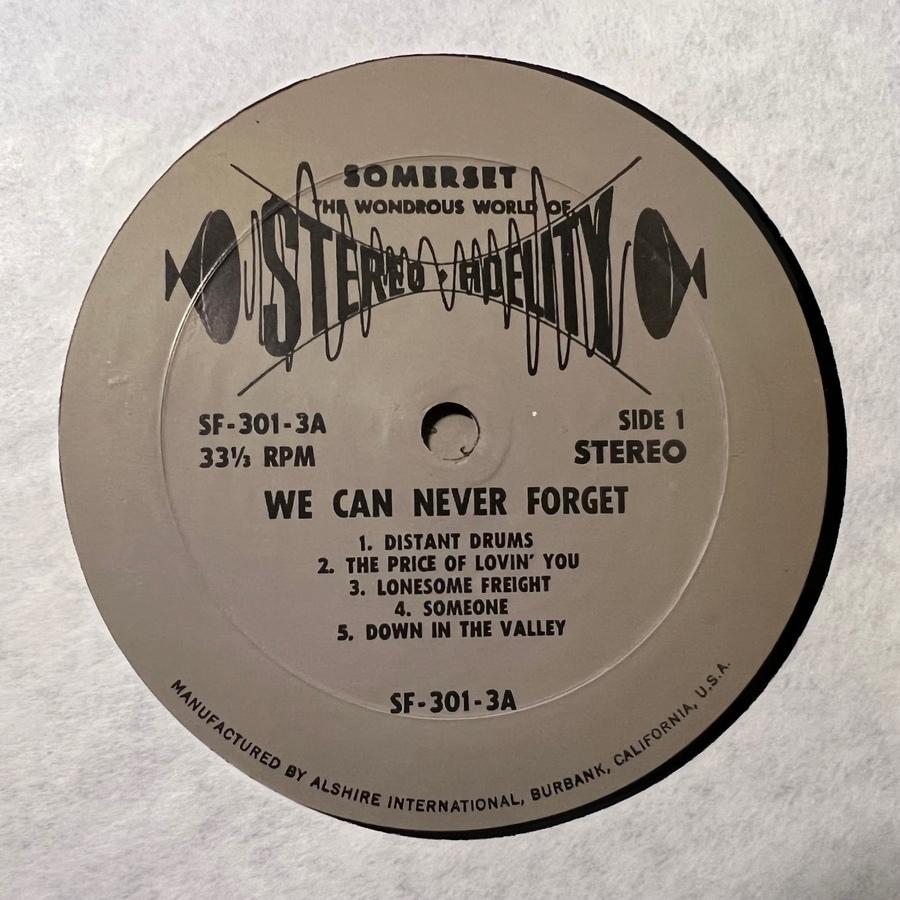 SOMERSET
THE WONDROUS WORLD OF
STEREO · FIDELITY
SF-301-3A
33⅓ RPM
SIDE 1
STEREO
WE CAN NEVER FORGET
1. DISTANT DRUMS
2. THE PRICE OF LOVIN' YOU
3. LONESOME FREIGHT
4. SOMEONE
5. DOWN IN THE VALLEY
SF-301-3A
MANUFACTURED BY ALSHIRE INTERNATIONAL, BURBANK, CALIFORNIA, U.S.A.